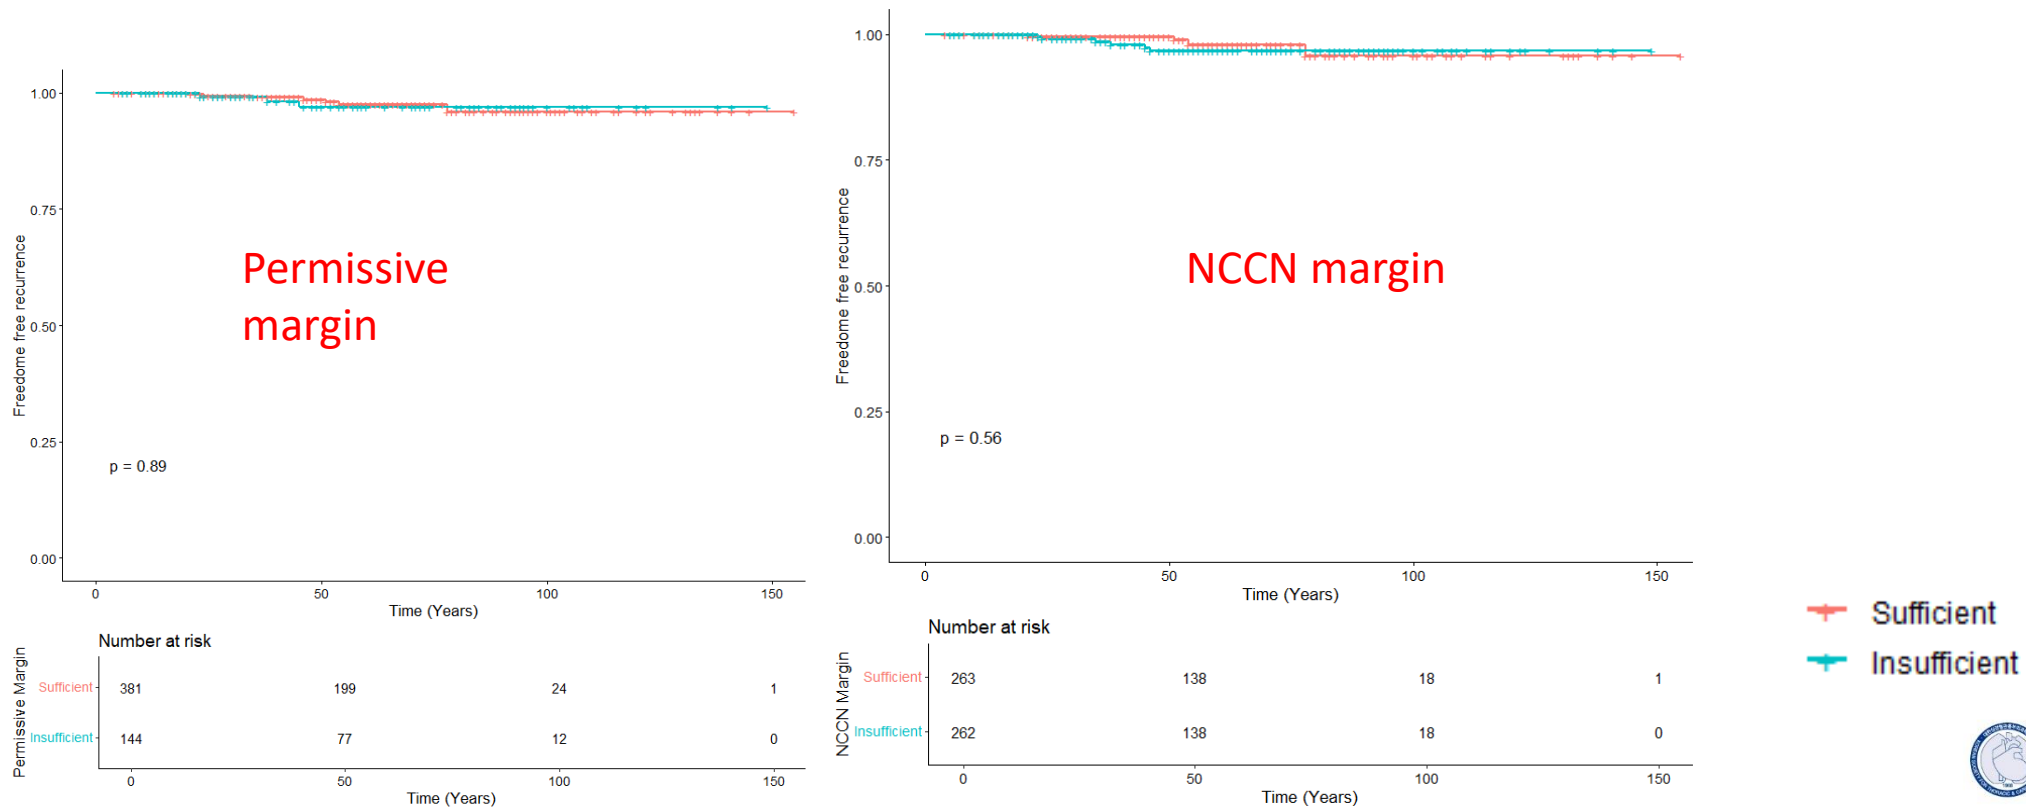 1.00
0.75
0.50
0.25
0.00
Freedome free recurrence
Permissive
margin
p = 0.89
0 50 100 150
Time (Years)
Number at risk
Permissive Margin
Sufficient 381 199 24 1
Insufficient 144 77 12 0
0 50 100 150
Time (Years)
1.00
0.75
0.50
0.25
0.00
Freedome free recurrence
NCCN margin
p = 0.56
0 50 100 150
Time (Years)
Number at risk
NCCN Margin
Sufficient 263 138 18 1
Insufficient 262 138 18 0
0 50 100 150
Time (Years)
Sufficient
Insufficient